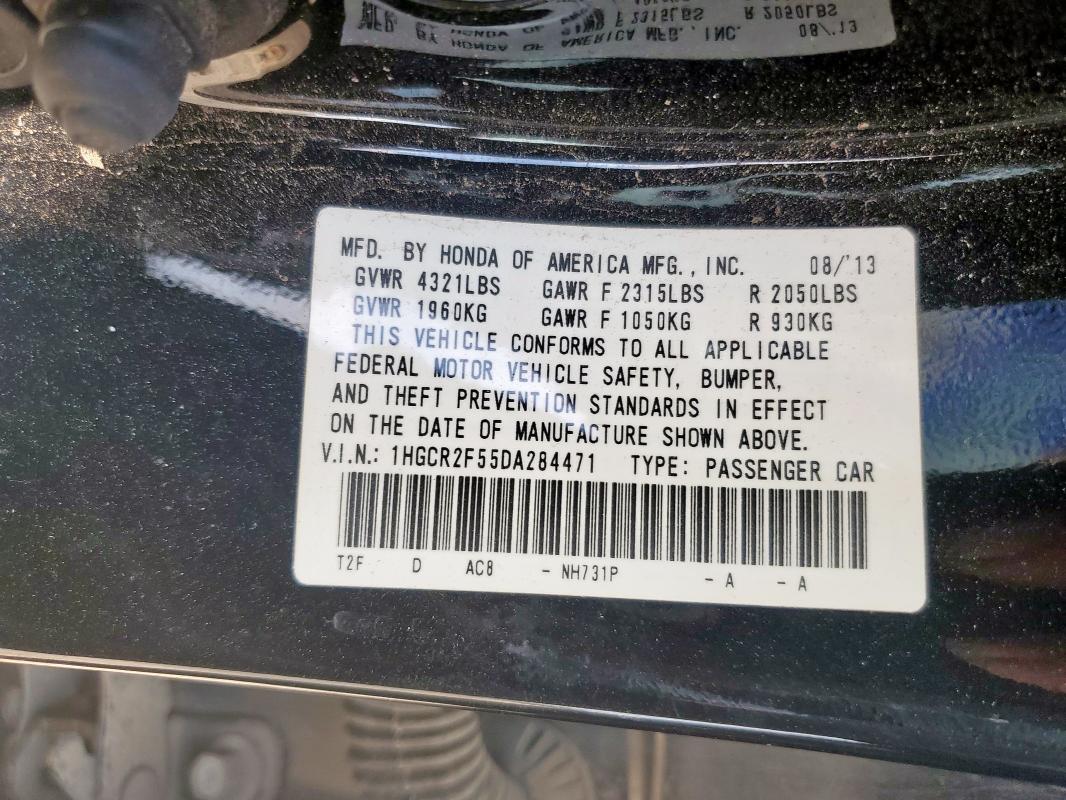 MFD. BY HONDA OF AMERICA MFG., INC. 08/'13
GVWR 4321LBS GAWR F 2315LBS R 2050LBS
GVWR 1960KG GAWR F 1050KG R 930KG
THIS VEHICLE CONFORMS TO ALL APPLICABLE
FEDERAL MOTOR VEHICLE SAFETY, BUMPER,
AND THEFT PREVENTION STANDARDS IN EFFECT
ON THE DATE OF MANUFACTURE SHOWN ABOVE.
V.I.N.: 1HGCR2F55DA284471 TYPE: PASSENGER CAR
T2F D AC8 - NH731P - A - A